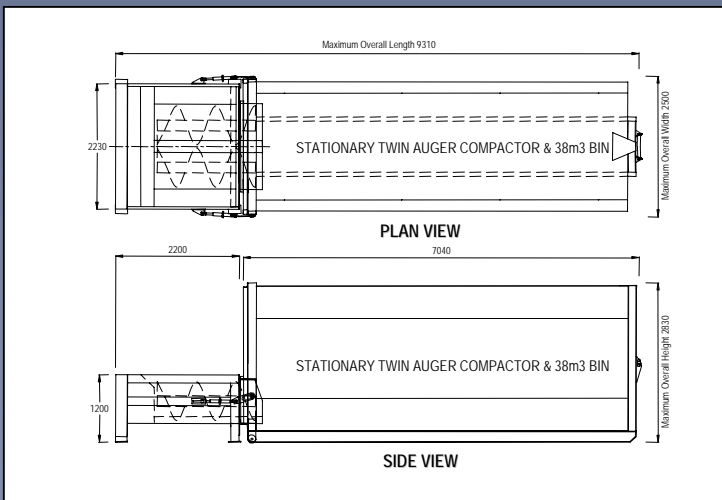 Maximum Overall Length 9310
2230
STATIONARY TWIN AUGER COMPACTOR & 38m3 BIN
Maximum Overall Width 2500
PLAN VIEW
2200
7040
STATIONARY TWIN AUGER COMPACTOR & 38m3 BIN
1200
Maximum Overall Height 2830
SIDE VIEW